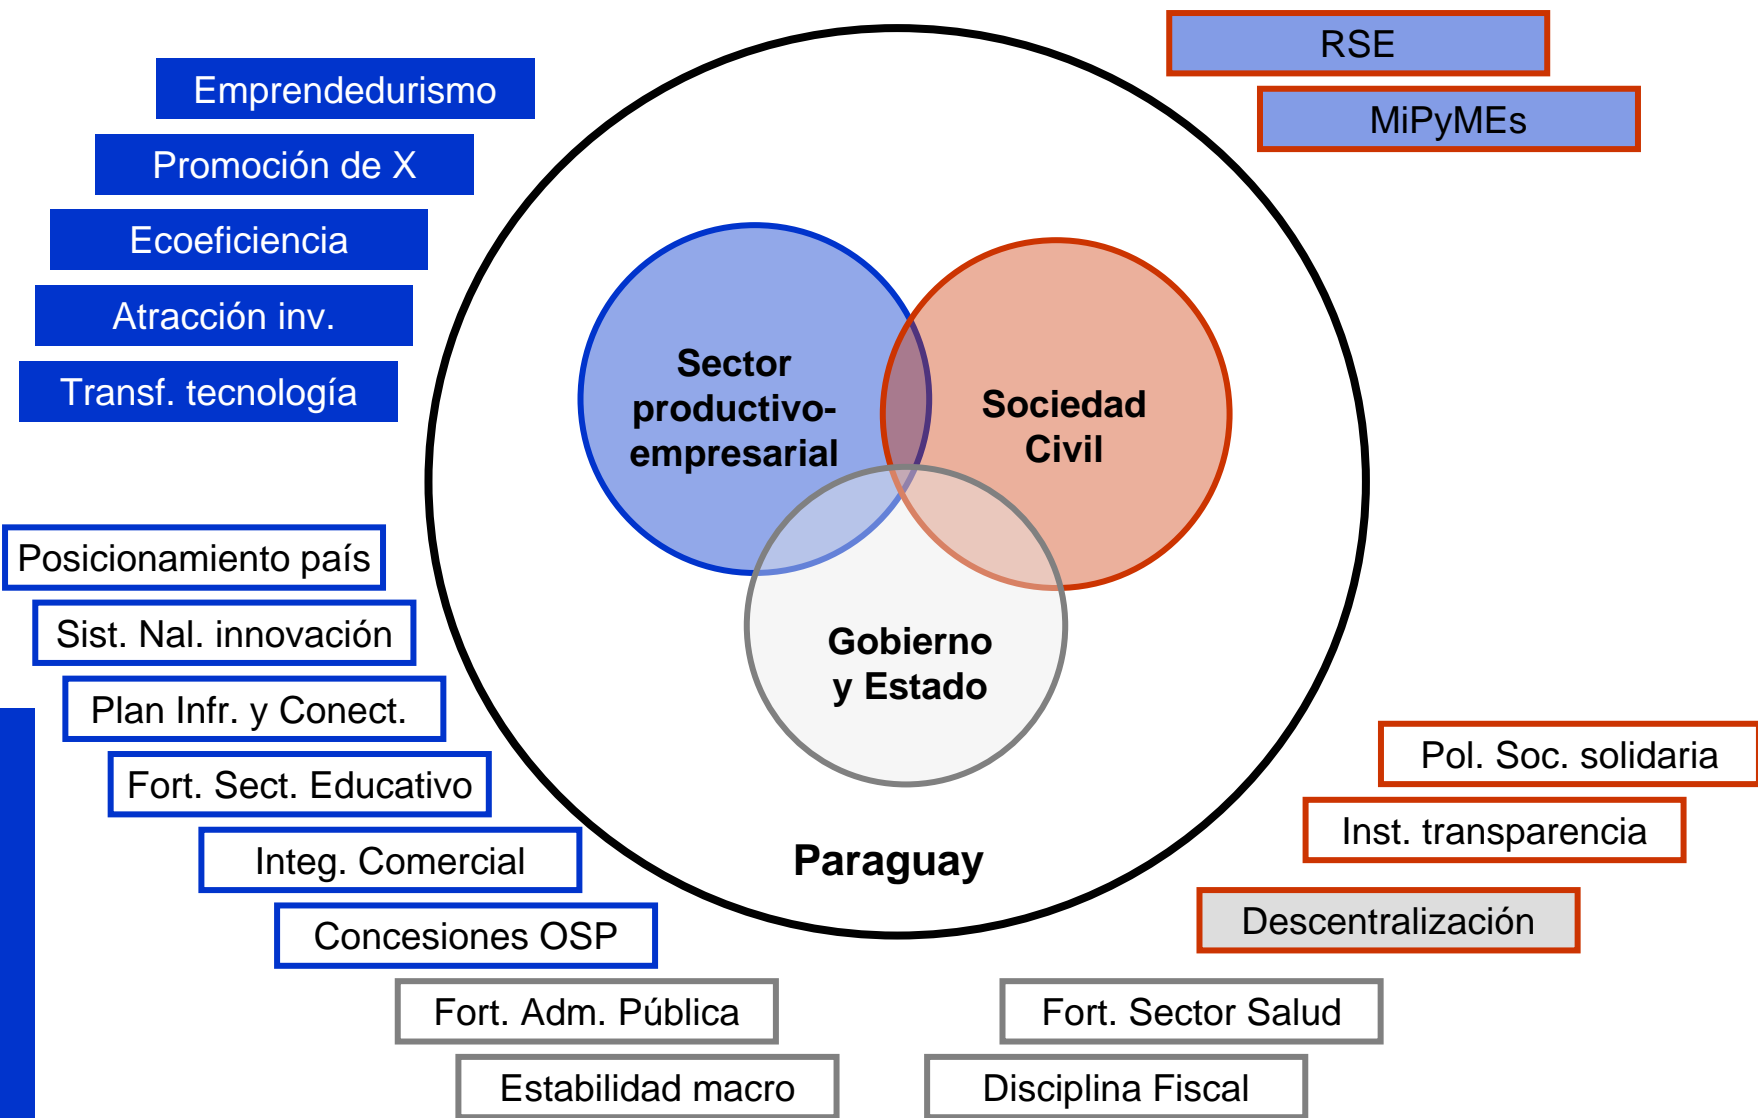 RSE
MiPyMEs
Emprendedurismo
Promoción de X
Ecoeficiencia
Atracción inv.
Transf. tecnología
Sector
productivo-
empresarial
Sociedad
Civil
Gobierno
y Estado
Paraguay
Posicionamiento país
Sist. Nal. innovación
Plan Infr. y Conect.
Fort. Sect. Educativo
Integ. Comercial
Concesiones OSP
Fort. Adm. Pública
Estabilidad macro
Pol. Soc. solidaria
Inst. transparencia
Descentralización
Fort. Sector Salud
Disciplina Fiscal